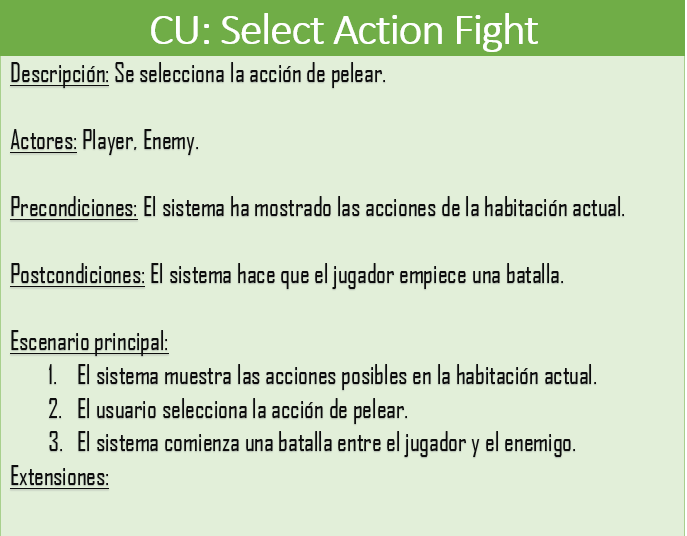 CU: Select Action Fight
Descripción: Se selecciona la acción de pelear.
Actores: Player, Enemy.
Precondiciones: El sistema ha mostrado las acciones de la habitación actual.
Postcondiciones: El sistema hace que el jugador empiece una batalla.
Escenario principal:
1. El sistema muestra las acciones posibles en la habitación actual.
2. El usuario selecciona la acción de pelear.
3. El sistema comienza una batalla entre el jugador y el enemigo.
Extensiones: